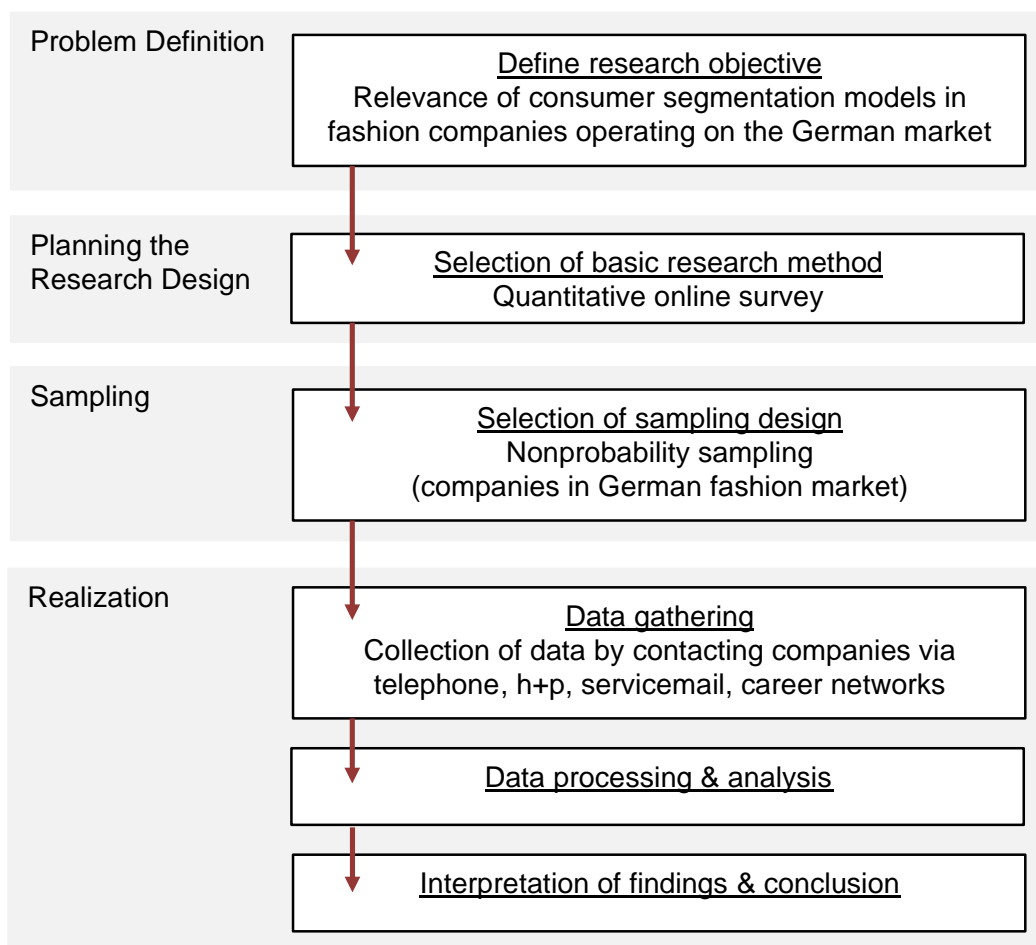 Problem Definition
Define research objective
Relevance of consumer segmentation models in
fashion companies operating on the German market
Planning the
Research Design
Selection of basic research method
Quantitative online survey
Sampling
Selection of sampling design
Nonprobability sampling
(companies in German fashion market)
Realization
Data gathering
Collection of data by contacting companies via
telephone, h+p, servicemail, career networks
Data processing & analysis
Interpretation of findings & conclusion